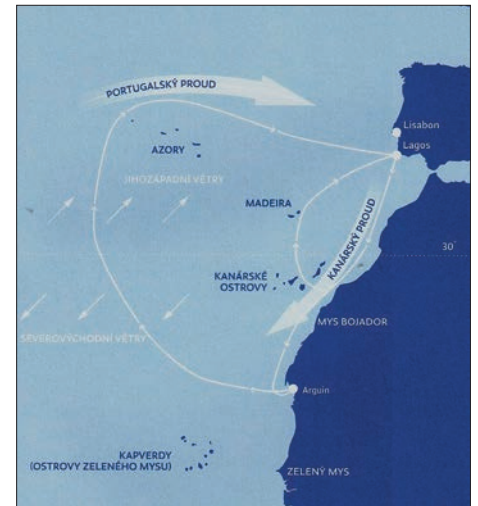 PORTUGALSKÝ PROUD
Lisabon
Lagos
AZORY
JIHOZÁPADNÍ VĚTRY
MADEIRA
KANÁRSKÝ PROUD
30°
KANÁRSKÉ
OSTROVY
MYS BOJADOR
SEVEROVÝCHODNÍ VĚTRY
Arguin
KAPVERDY
(OSTROVY ZELENÉHO MYSU)
ZELENÝ MYS